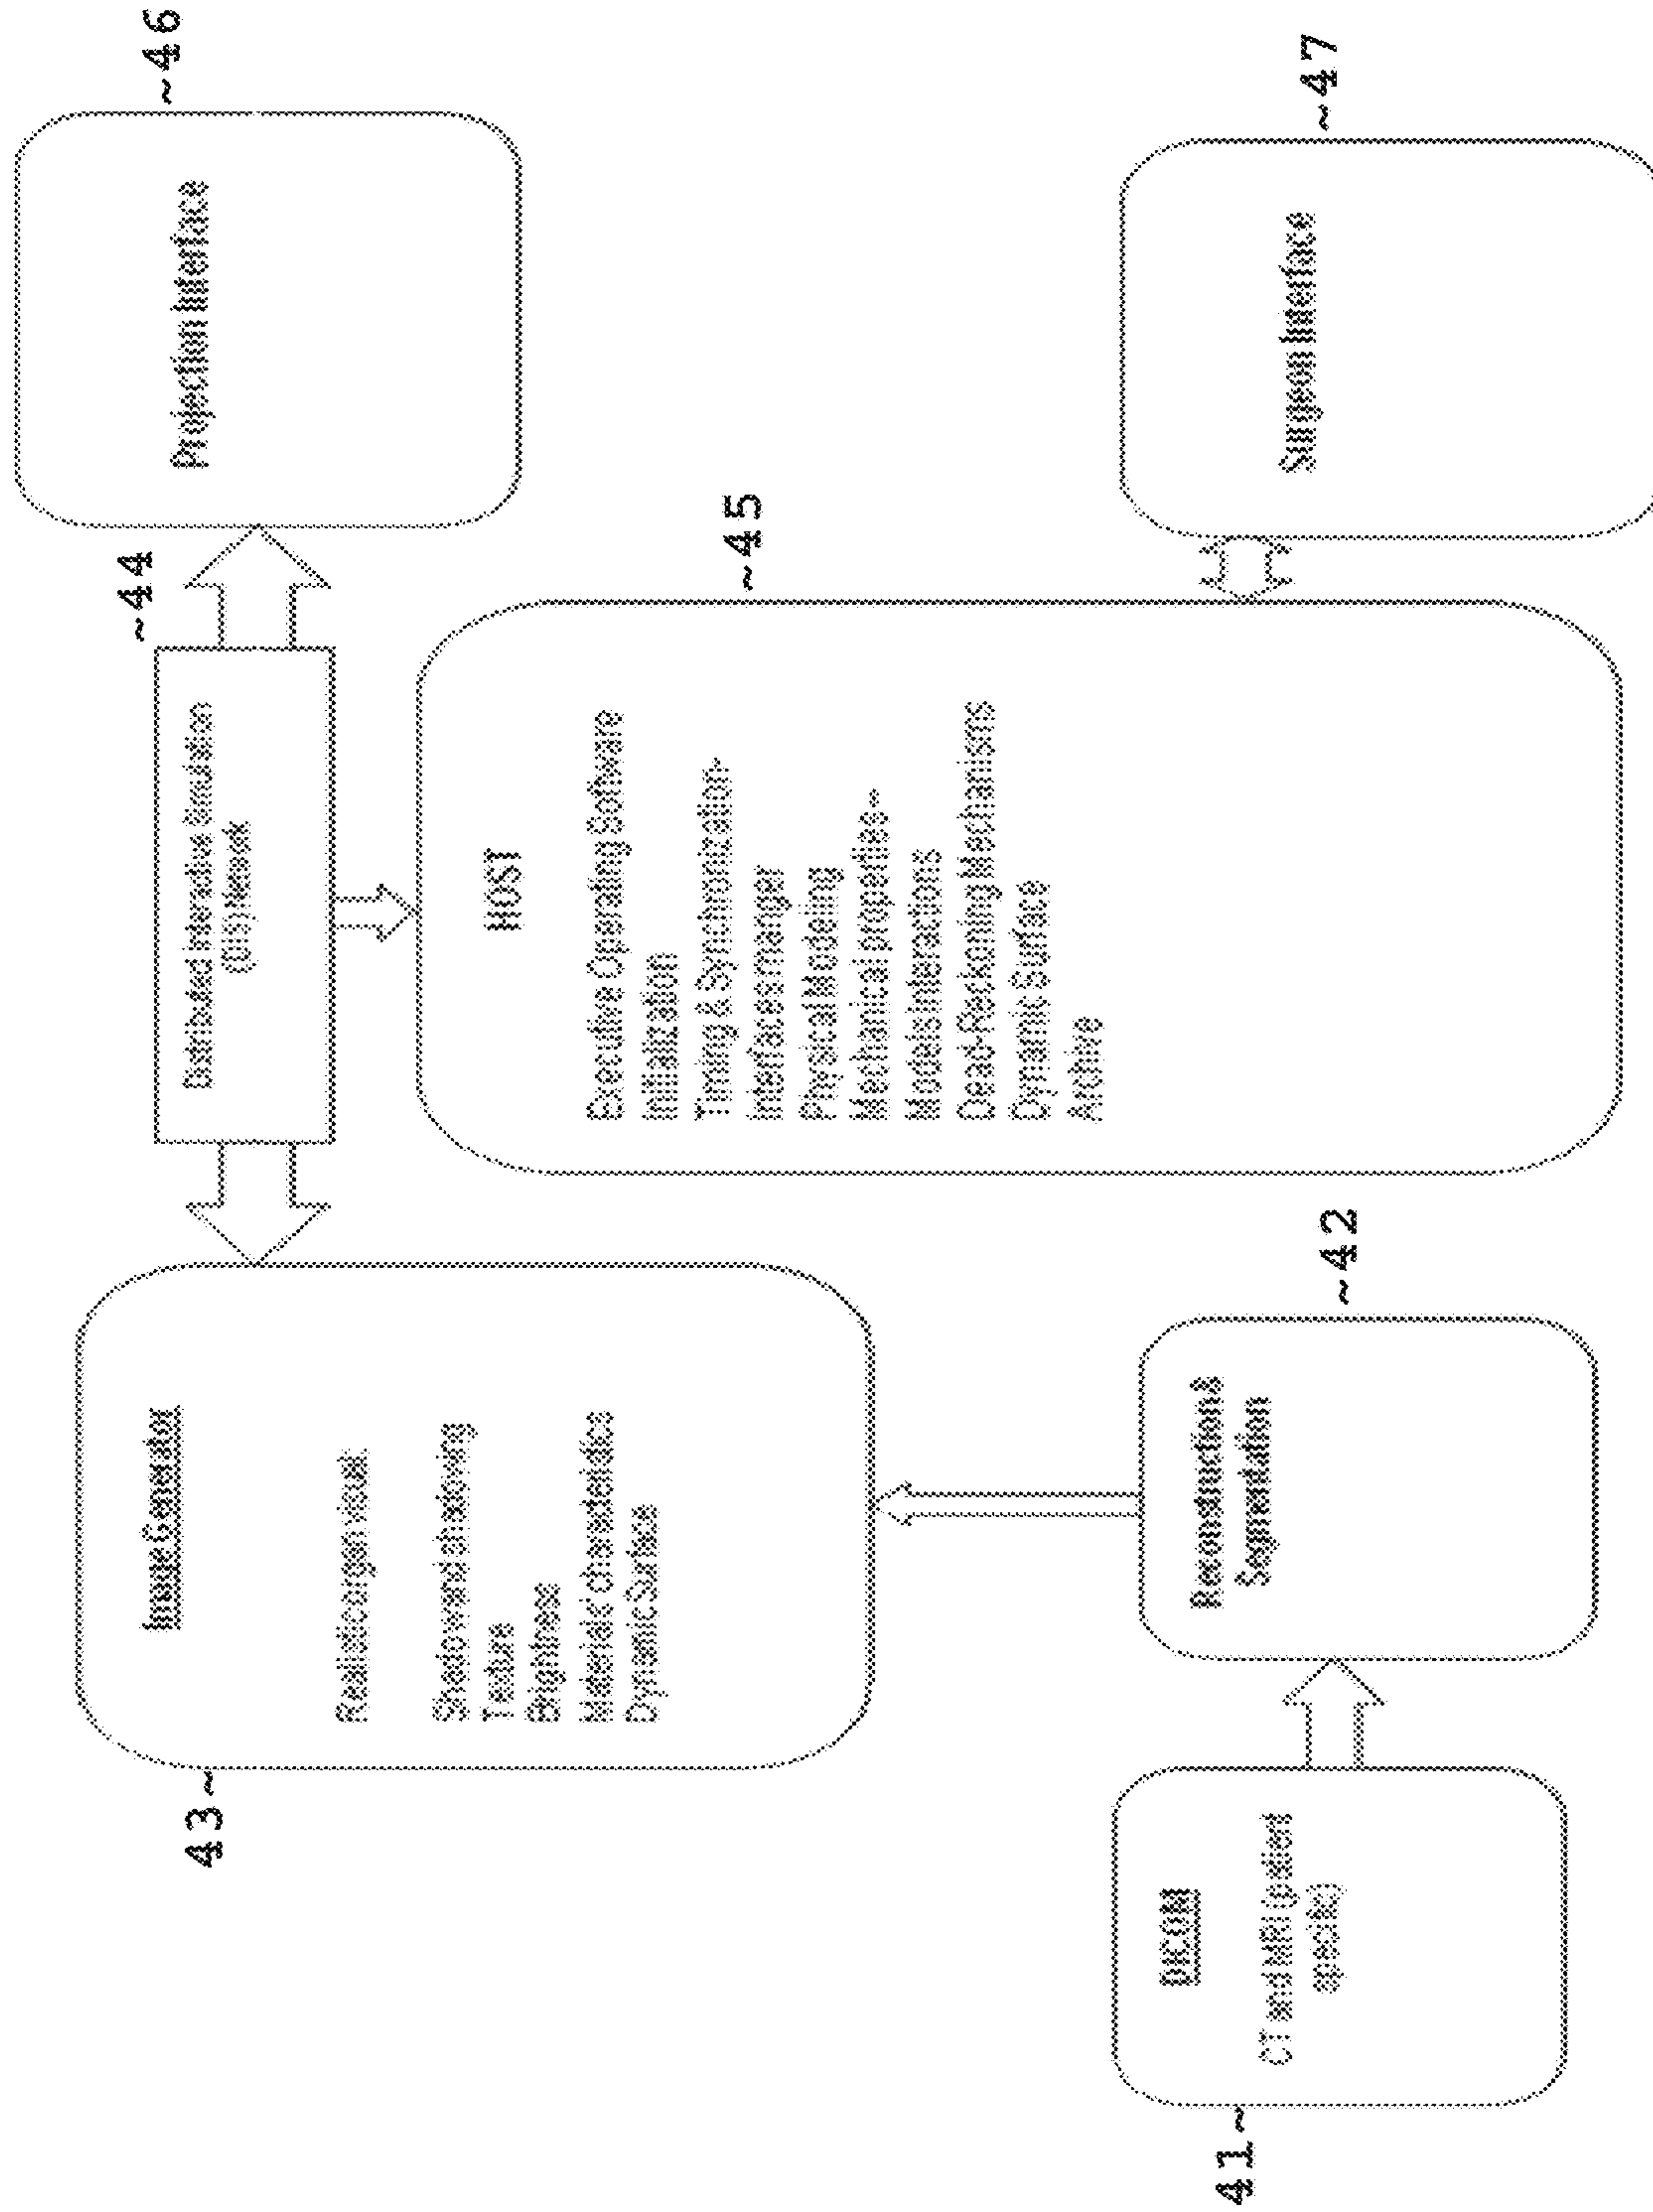 43~
Image Generator
Realistic organ visual
Shadow and shadowing
Texture
Brightness
Material characteristics
Dynamic Surface
~44
Distributed Interactive Simulation
(DIS) Network
~46
Projection Interface
HOST
~45
Executive Operating Software
Initialization
Timing & Synchronization-
Interfaces manger
Physical Modeling
Mechanical properties-
Models Interactions
Dead-Reckoning Mechanisms
Dynamic Surface
Archive
41~
DICOM
CT and MRI (patient
specific)
~42
Reconstruction &
Segmentation
~47
Surgeon Interface